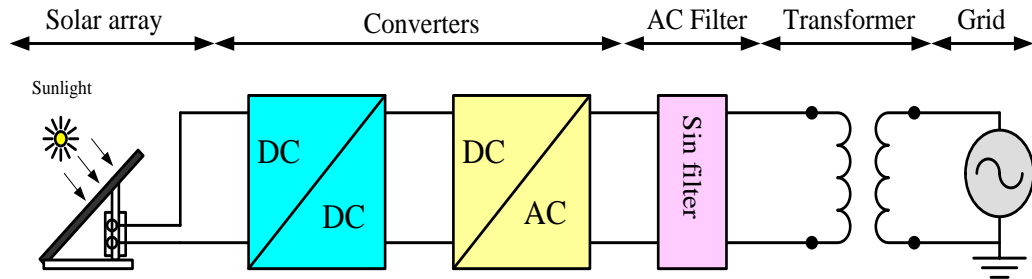 Solar array
Converters
AC Filter
Transformer
Grid
Sunlight
DC
DC
DC
AC
Sin filter